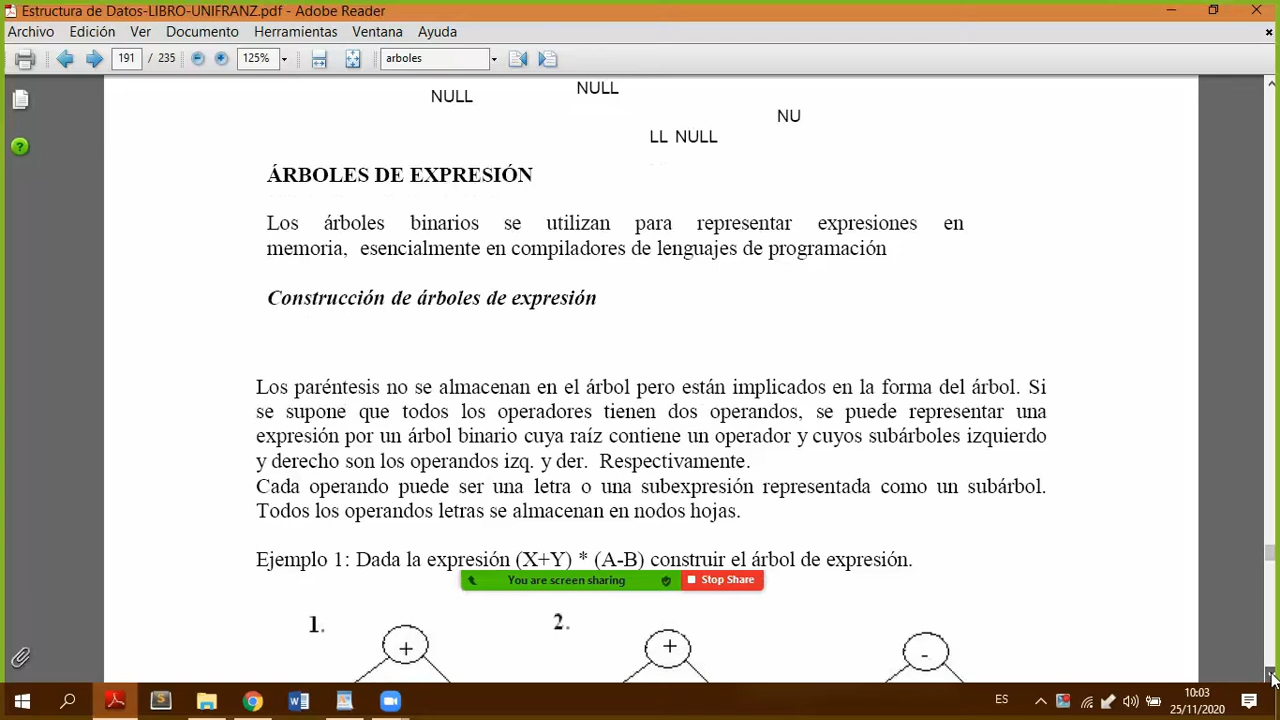 Estructura de Datos-LIBRO-UNIFRANZ.pdf - Adobe Reader
Archivo Edición Ver Documento Herramientas Ventana Ayuda
191 / 235 125% arboles
NULL NULL
NU
LL NULL
ÁRBOLES DE EXPRESIÓN
Los árboles binarios se utilizan para representar expresiones en
memoria, esencialmente en compiladores de lenguajes de programación
Construcción de árboles de expresión
Los paréntesis no se almacenan en el árbol pero están implicados en la forma del árbol. Si
se supone que todos los operadores tienen dos operandos, se puede representar una
expresión por un árbol binario cuya raíz contiene un operador y cuyos subárboles izquierdo
y derecho son los operandos izq. y der. Respectivamente.
Cada operando puede ser una letra o una subexpresión representada como un subárbol.
Todos los operandos letras se almacenan en nodos hojas.
Ejemplo 1: Dada la expresión (X+Y) * (A-B) construir el árbol de expresión.
You are screen sharing Stop Share
1. 2.
+ + -
ES 10:03
25/11/2020